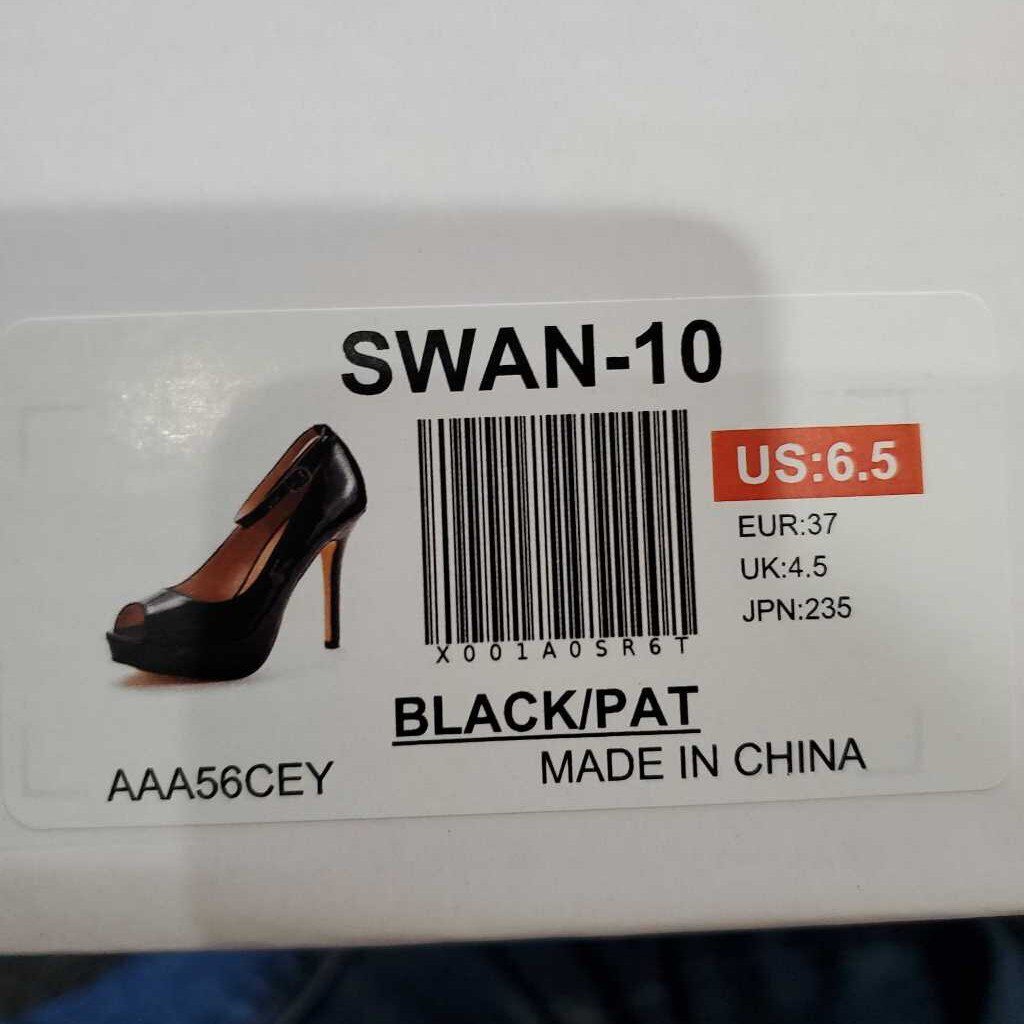 SWAN-10
US:6.5
EUR:37
UK:4.5
JPN:235
X001A0SR6T
BLACK/PAT
AAA56CEY
MADE IN CHINA